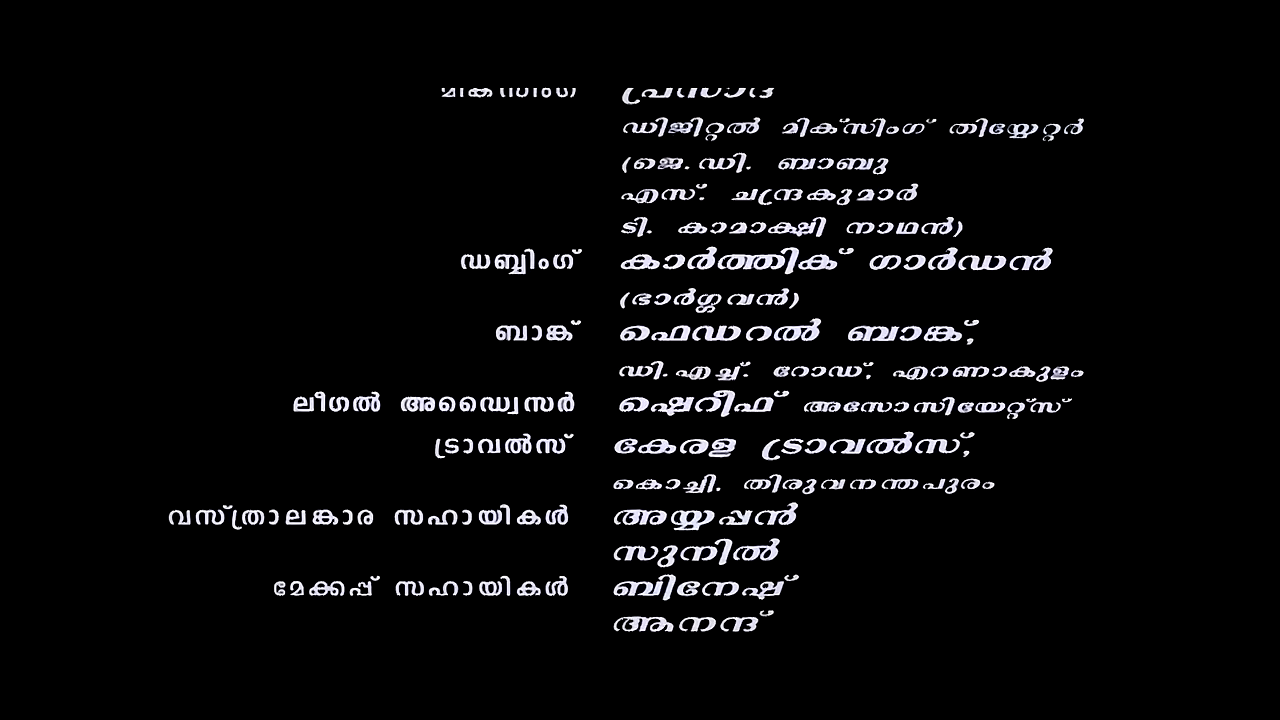 മിക്സിംഗ് പ്രസാദ്
ഡിജിറ്റൽ മിക്സിംഗ് തിയ്യേറ്റർ
(ജെ.ഡി. ബാബു
എസ്. ചന്ദ്രകുമാർ
ടി. കാമാക്ഷി നാഥൻ)
ഡബ്ബിംഗ് കാർത്തിക് ഗാർഡൻ
(ഭാർഗ്ഗവൻ)
ബാങ്ക് ഫെഡറൽ ബാങ്ക്,
ഡി.എച്ച്. റോഡ്, എറണാകുളം
ലീഗൽ അഡ്വൈസർ ഷെറീഫ് അസോസിയേറ്റ്സ്
ട്രാവൽസ് കേരള ട്രാവൽസ്,
കൊച്ചി. തിരുവനന്തപുരം
വസ്ത്രാലങ്കാര സഹായികൾ അയ്യപ്പൻ
സുനിൽ
മേക്കപ്പ് സഹായികൾ ബിനേഷ്
ആനന്ദ്